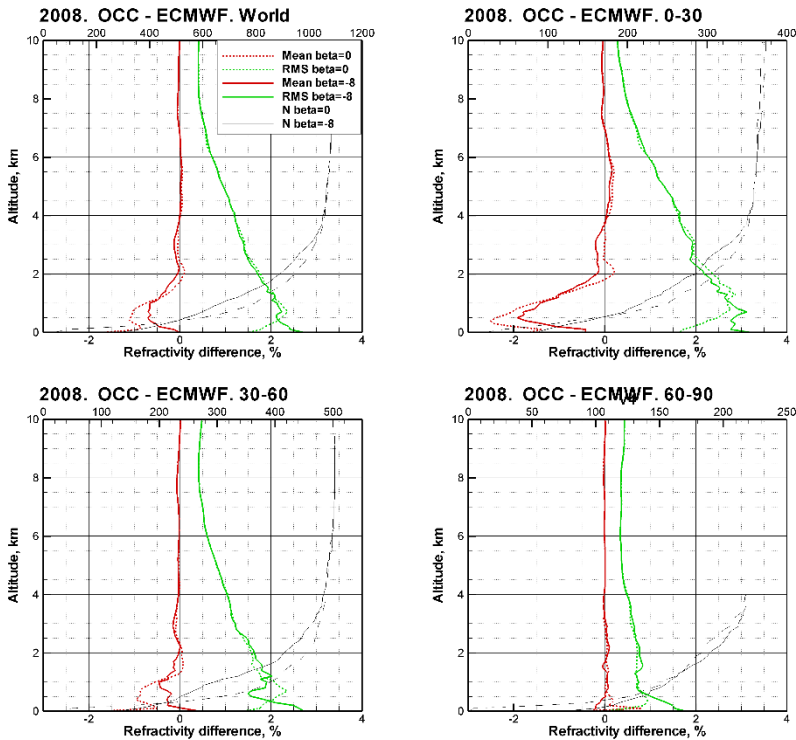 2008. OCC - ECMWF. World
0 100 200 300 400 500 600 700 800 900 1000 1100 1200
Mean beta=0
RMS beta=0
Mean beta=-8
RMS beta=-8
N beta=0
N beta=-8
Altitude, km
10
8
6
4
2
0
-2 0 2 4
Refractivity difference, %
2008. OCC - ECMWF. 0-30
0 100 200 300 400
Altitude, km
10
8
6
4
2
0
-2 0 2 4
Refractivity difference, %
2008. OCC - ECMWF. 30-60
0 100 200 300 400 500
Altitude, km
10
8
6
4
2
0
-2 0 2 4
Refractivity difference, %
2008. OCC - ECMWF. 60-90
0 50 100 150 200 250
Altitude, km
10
8
6
4
2
0
-2 0 2 4
Refractivity difference, %